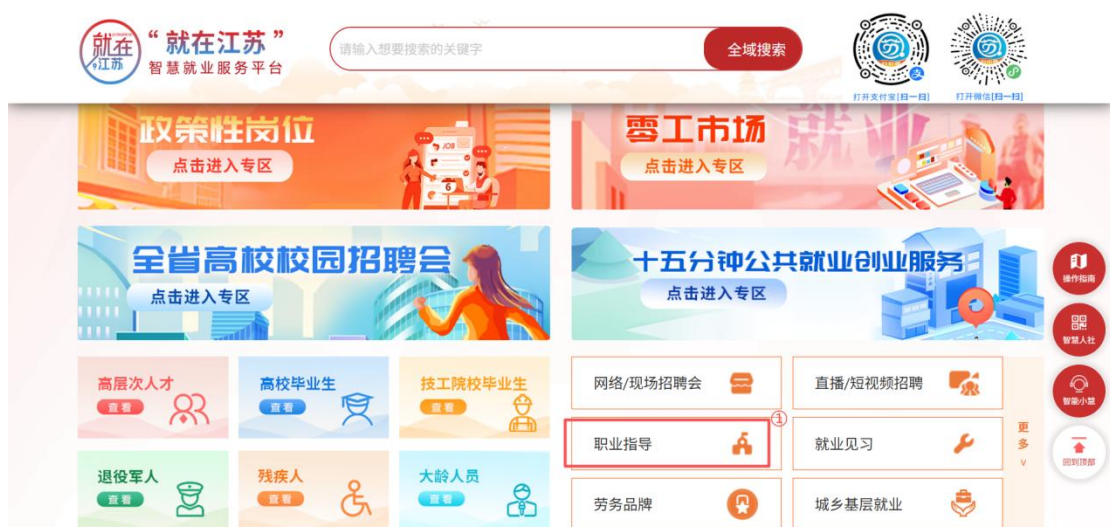 就在江苏
“就在江苏”
智慧就业服务平台
请输入想要搜索的关键字
全域搜索
打开支付宝[扫一扫]
打开微信[扫一扫]
政策性岗位
点击进入专区
JOB
6
零工市场
就业
点击进入专区
全省高校校园招聘会
点击进入专区
十五分钟公共就业创业服务
点击进入专区
操作指南
智慧人社
智能小慧
回到顶部
高层次人才
查看
高校毕业生
查看
技工院校毕业生
查看
退役军人
查看
残疾人
查看
大龄人员
查看
网络/现场招聘会
直播/短视频招聘
①
职业指导
就业见习
劳务品牌
城乡基层就业
更多